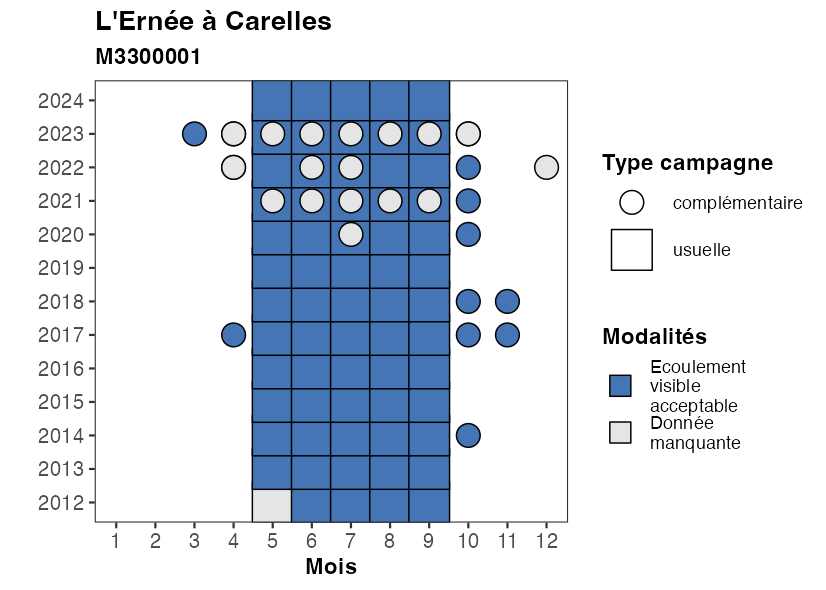 L'Ernée à Carelles
M3300001
2024
2023
2022
2021
2020
2019
2018
2017
2016
2015
2014
2013
2012
1 2 3 4 5 6 7 8 9 10 11 12
Mois
Type campagne
complémentaire
usuelle
Modalités
Ecoulement
visible
acceptable
Donnée
manquante